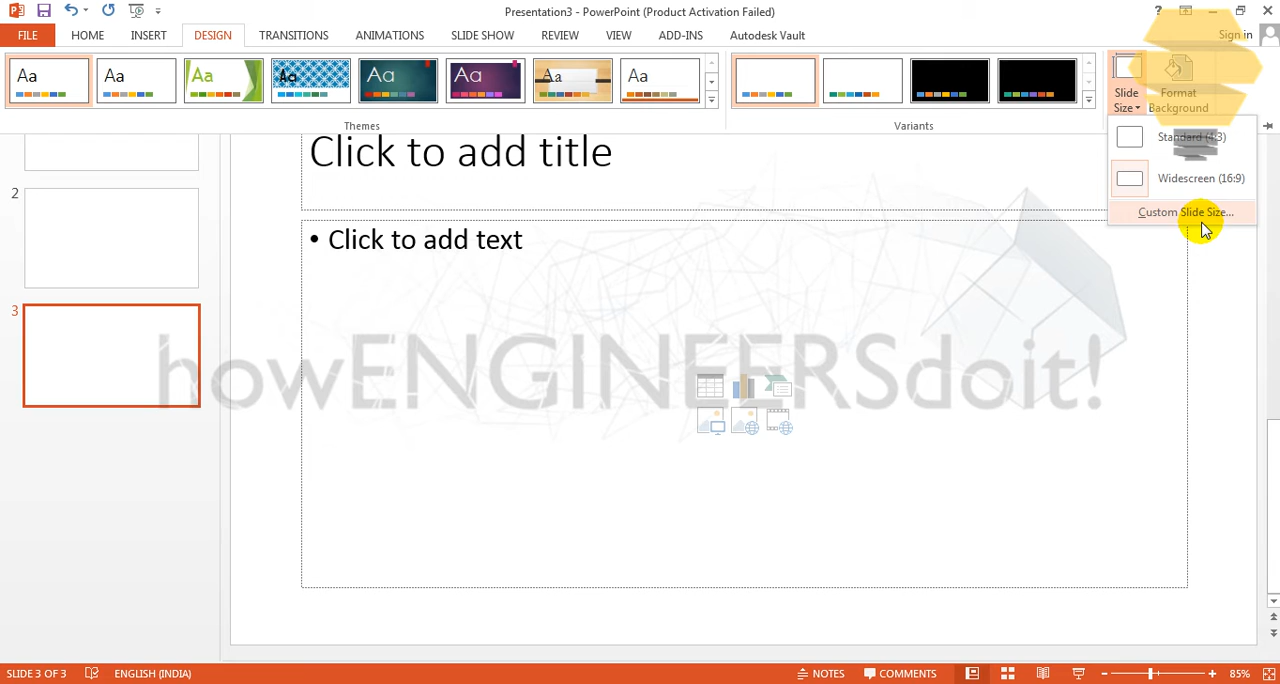 Presentation3 - PowerPoint (Product Activation Failed)
?
FILE HOME INSERT DESIGN TRANSITIONS ANIMATIONS SLIDE SHOW REVIEW VIEW ADD-INS Autodesk Vault
Sign in
Aa Aa Aa Aa Aa Aa Aa Aa
Themes
Variants
Slide
Size
Format
Background
Standard (4:3)
Widescreen (16:9)
Custom Slide Size...
2
3
Click to add title
• Click to add text
howENGINEERSdoit!
SLIDE 3 OF 3 ENGLISH (INDIA) NOTES COMMENTS 85%